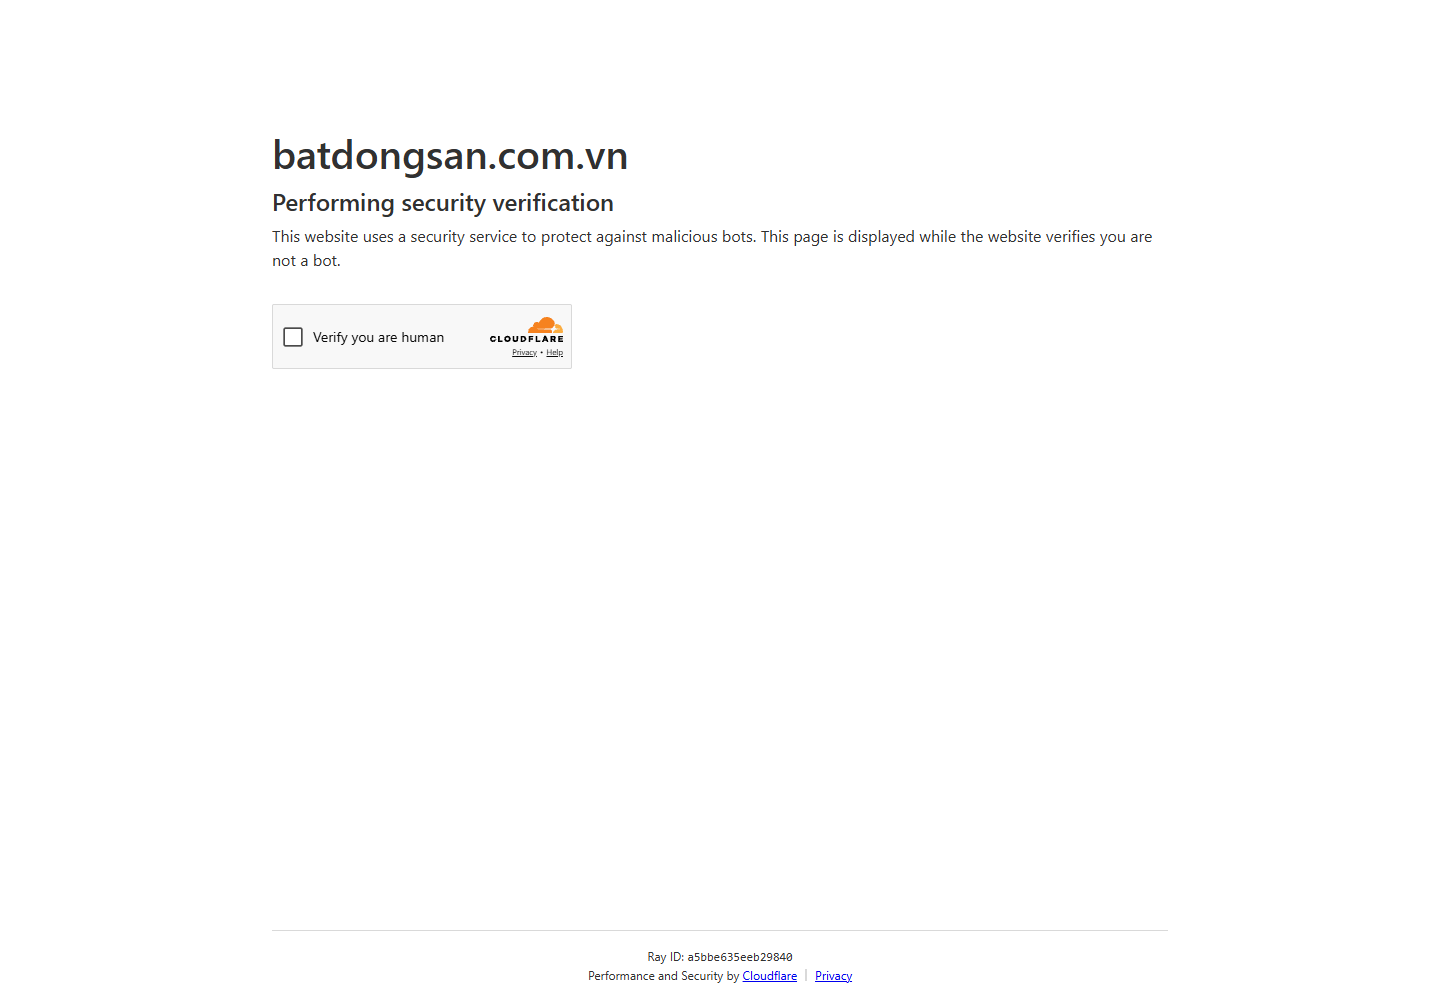 batdongsan.com.vn
Performing security verification
This website uses a security service to protect against malicious bots. This page is displayed while the website verifies you are
not a bot.
Verify you are human
CLOUDFLARE
Privacy • Help
Ray ID: a5bbe635eeb29840
Performance and Security by Cloudflare | Privacy